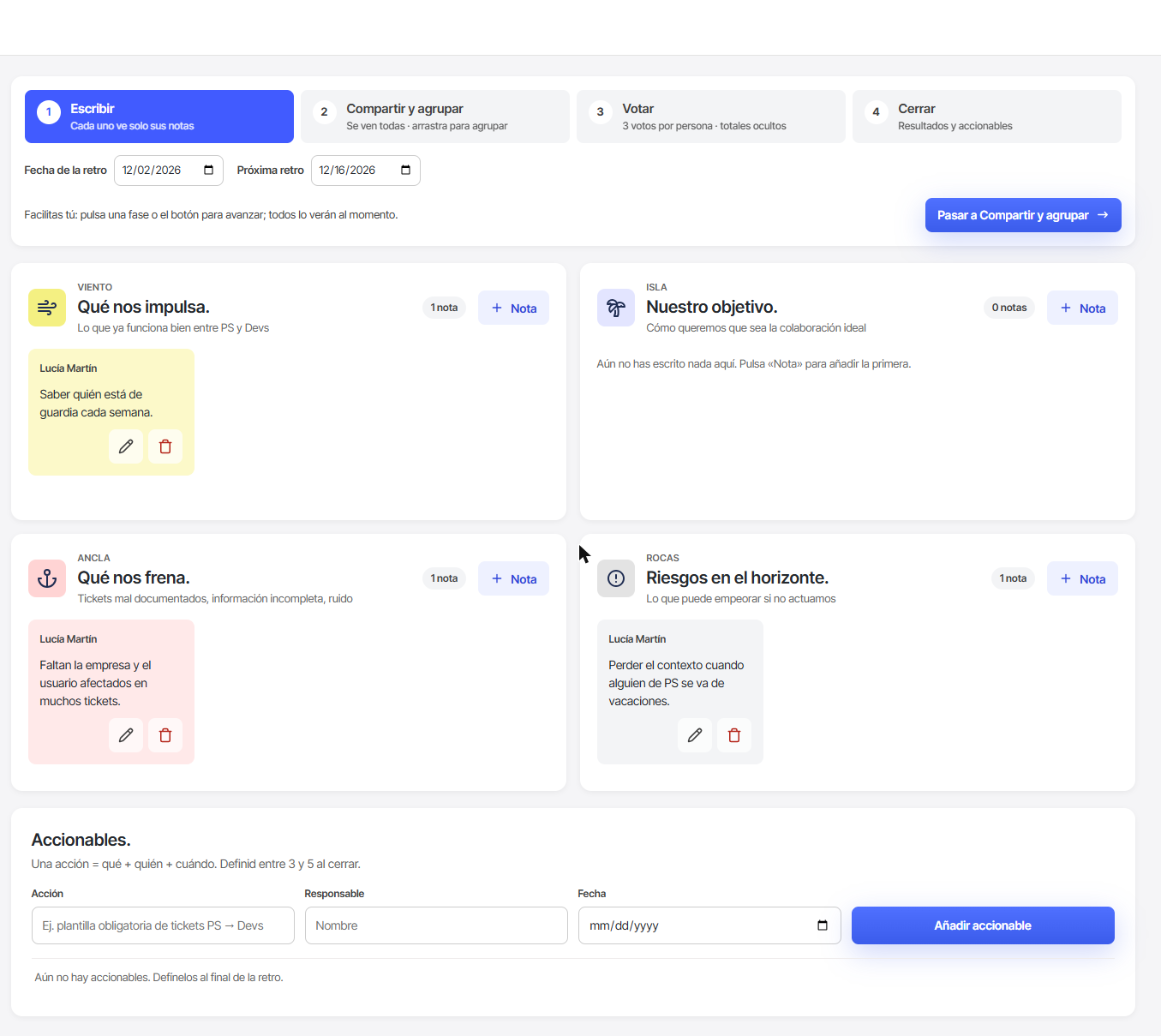 1
Escribir
Cada uno ve solo sus notas
2
Compartir y agrupar
Se ven todas · arrastra para agrupar
3
Votar
3 votos por persona · totales ocultos
4
Cerrar
Resultados y accionables
Fecha de la retro 12/02/2026 Próxima retro 12/16/2026
Facilitas tú: pulsa una fase o el botón para avanzar; todos lo verán al momento.
Pasar a Compartir y agrupar →
VIENTO
Qué nos impulsa.
Lo que ya funciona bien entre PS y Devs
1 nota
+ Nota
Lucía Martín
Saber quién está de
guardia cada semana.
ISLA
Nuestro objetivo.
Cómo queremos que sea la colaboración ideal
0 notas
+ Nota
Aún no has escrito nada aquí. Pulsa «Nota» para añadir la primera.
ANCLA
Qué nos frena.
Tickets mal documentados, información incompleta, ruido
1 nota
+ Nota
Lucía Martín
Faltan la empresa y el
usuario afectados en
muchos tickets.
ROCAS
Riesgos en el horizonte.
Lo que puede empeorar si no actuamos
1 nota
+ Nota
Lucía Martín
Perder el contexto cuando
alguien de PS se va de
vacaciones.
Accionables.
Una acción = qué + quién + cuándo. Definid entre 3 y 5 al cerrar.
Acción
Ej. plantilla obligatoria de tickets PS → Devs
Responsable
Nombre
Fecha
mm/dd/yyyy
Añadir accionable
Aún no hay accionables. Defínelos al final de la retro.